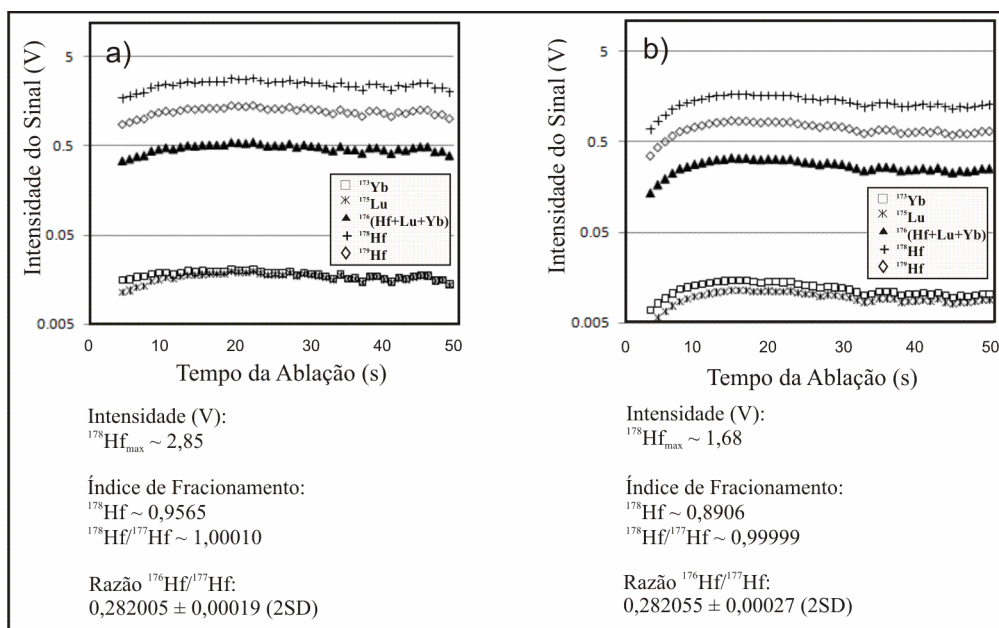 a)
Intensidade do Sinal (V)
5
0.5
0.05
0.005
¹⁷³Yb
¹⁷⁵Lu
¹⁷⁶(Hf+Lu+Yb)
¹⁷⁸Hf
¹⁷⁹Hf
0 10 20 30 40 50
Tempo da Ablação (s)
Intensidade (V):
¹⁷⁸Hfmax ~ 2,85
Índice de Fracionamento:
¹⁷⁸Hf ~ 0,9565
¹⁷⁸Hf/¹⁷⁷Hf ~ 1,00010
Razão ¹⁷⁶Hf/¹⁷⁷Hf:
0,282005 ± 0,00019 (2SD)
b)
Intensidade do Sinal (V)
5
0.5
0.05
0.005
¹⁷³Yb
¹⁷⁵Lu
¹⁷⁶(Hf+Lu+Yb)
¹⁷⁸Hf
¹⁷⁹Hf
0 10 20 30 40 50
Tempo da Ablação (s)
Intensidade (V):
¹⁷⁸Hfmax ~ 1,68
Índice de Fracionamento:
¹⁷⁸Hf ~ 0,8906
¹⁷⁸Hf/¹⁷⁷Hf ~ 0,99999
Razão ¹⁷⁶Hf/¹⁷⁷Hf:
0,282055 ± 0,00027 (2SD)